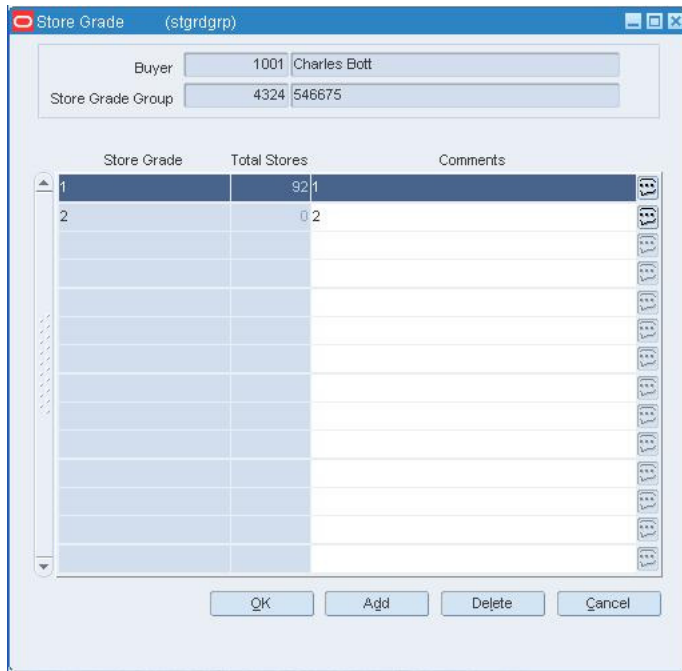 Store Grade (stgrdgrp)
Buyer 1001 Charles Bott
Store Grade Group 4324 546675
Store Grade Total Stores Comments
1 92 1
2 0 2
OK Add Delete Cancel